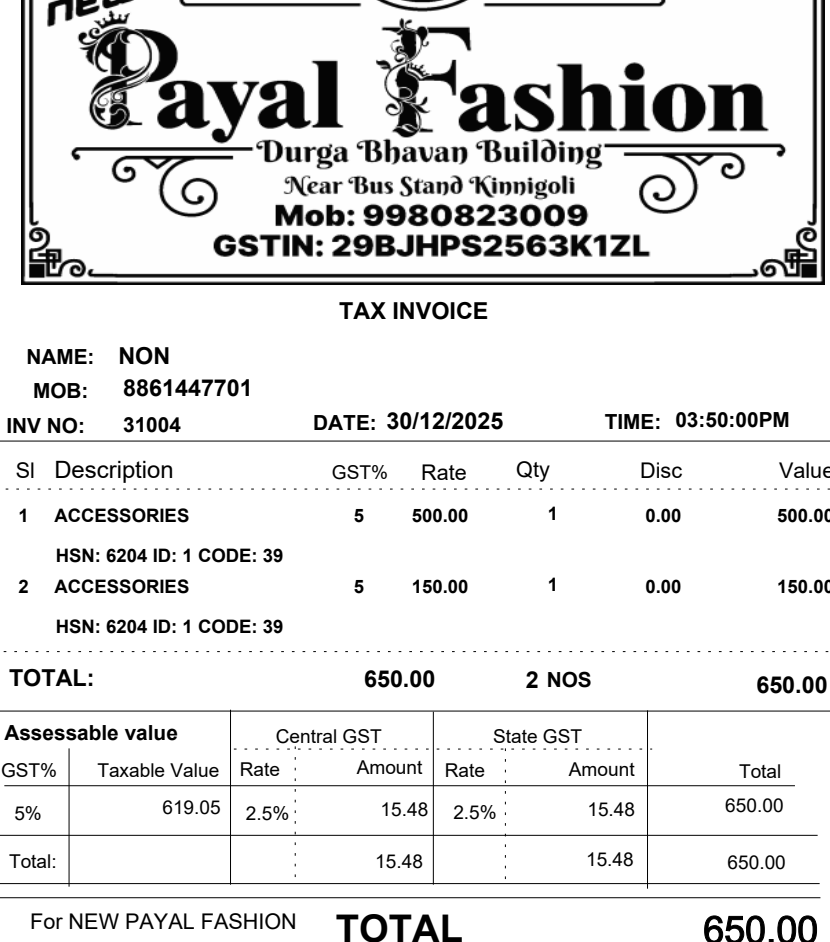 new
Payal Fashion
Durga Bhavan Building
Near Bus Stand Kinnigoli
Mob: 9980823009
GSTIN: 29BJHPS2563K1ZL
TAX INVOICE
NAME: NON
MOB: 8861447701
INV NO: 31004 DATE: 30/12/2025 TIME: 03:50:00PM
Sl Description GST% Rate Qty Disc Value
1 ACCESSORIES 5 500.00 1 0.00 500.00
HSN: 6204 ID: 1 CODE: 39
2 ACCESSORIES 5 150.00 1 0.00 150.00
HSN: 6204 ID: 1 CODE: 39
TOTAL: 650.00 2 NOS 650.00
Assessable value Central GST State GST
GST% Taxable Value Rate Amount Rate Amount Total
5% 619.05 2.5% 15.48 2.5% 15.48 650.00
Total: 15.48 15.48 650.00
For NEW PAYAL FASHION TOTAL 650.00